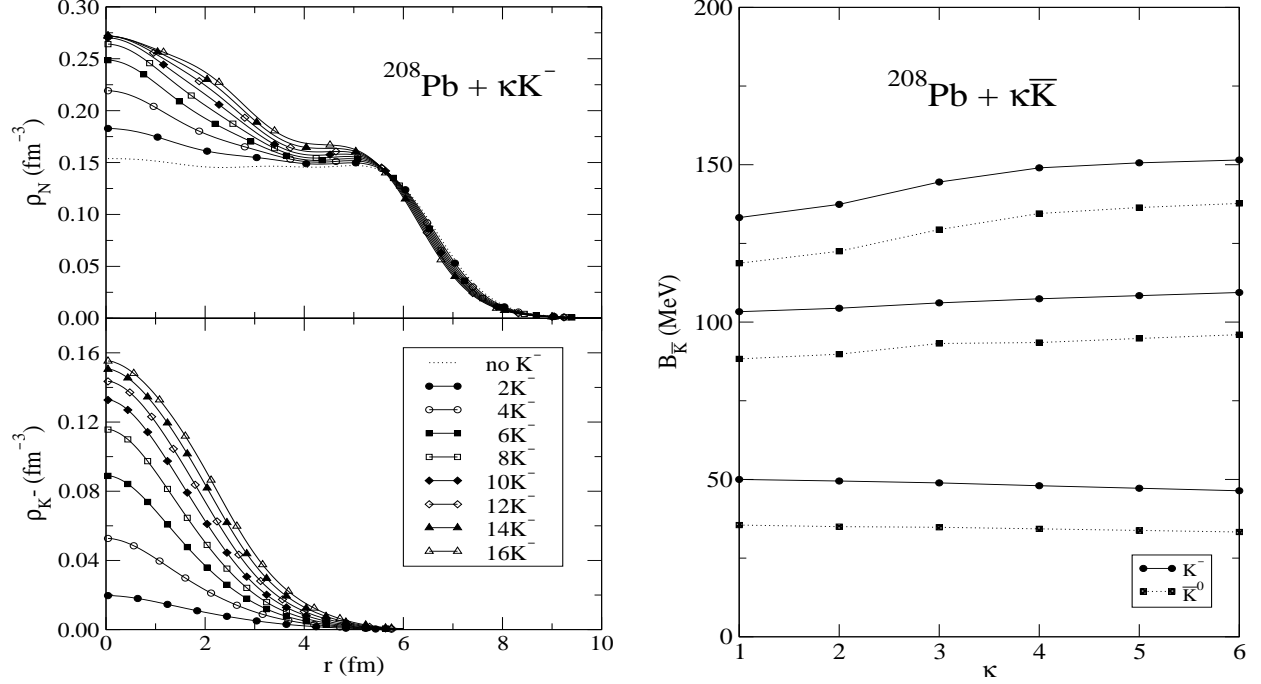 0.30
0.25
0.20
0.15
0.10
0.05
0.00
ρN (fm⁻³)
²⁰⁸Pb + κK⁻
0.16
0.12
0.08
0.04
0.00
ρK⁻ (fm⁻³)
no K⁻
2K⁻
4K⁻
6K⁻
8K⁻
10K⁻
12K⁻
14K⁻
16K⁻
0 2 4 6 8 10
r (fm)
200
150
100
50
0
B_K̅ (MeV)
²⁰⁸Pb + κK̅
K⁻
K̅⁰
1 2 3 4 5 6
κ